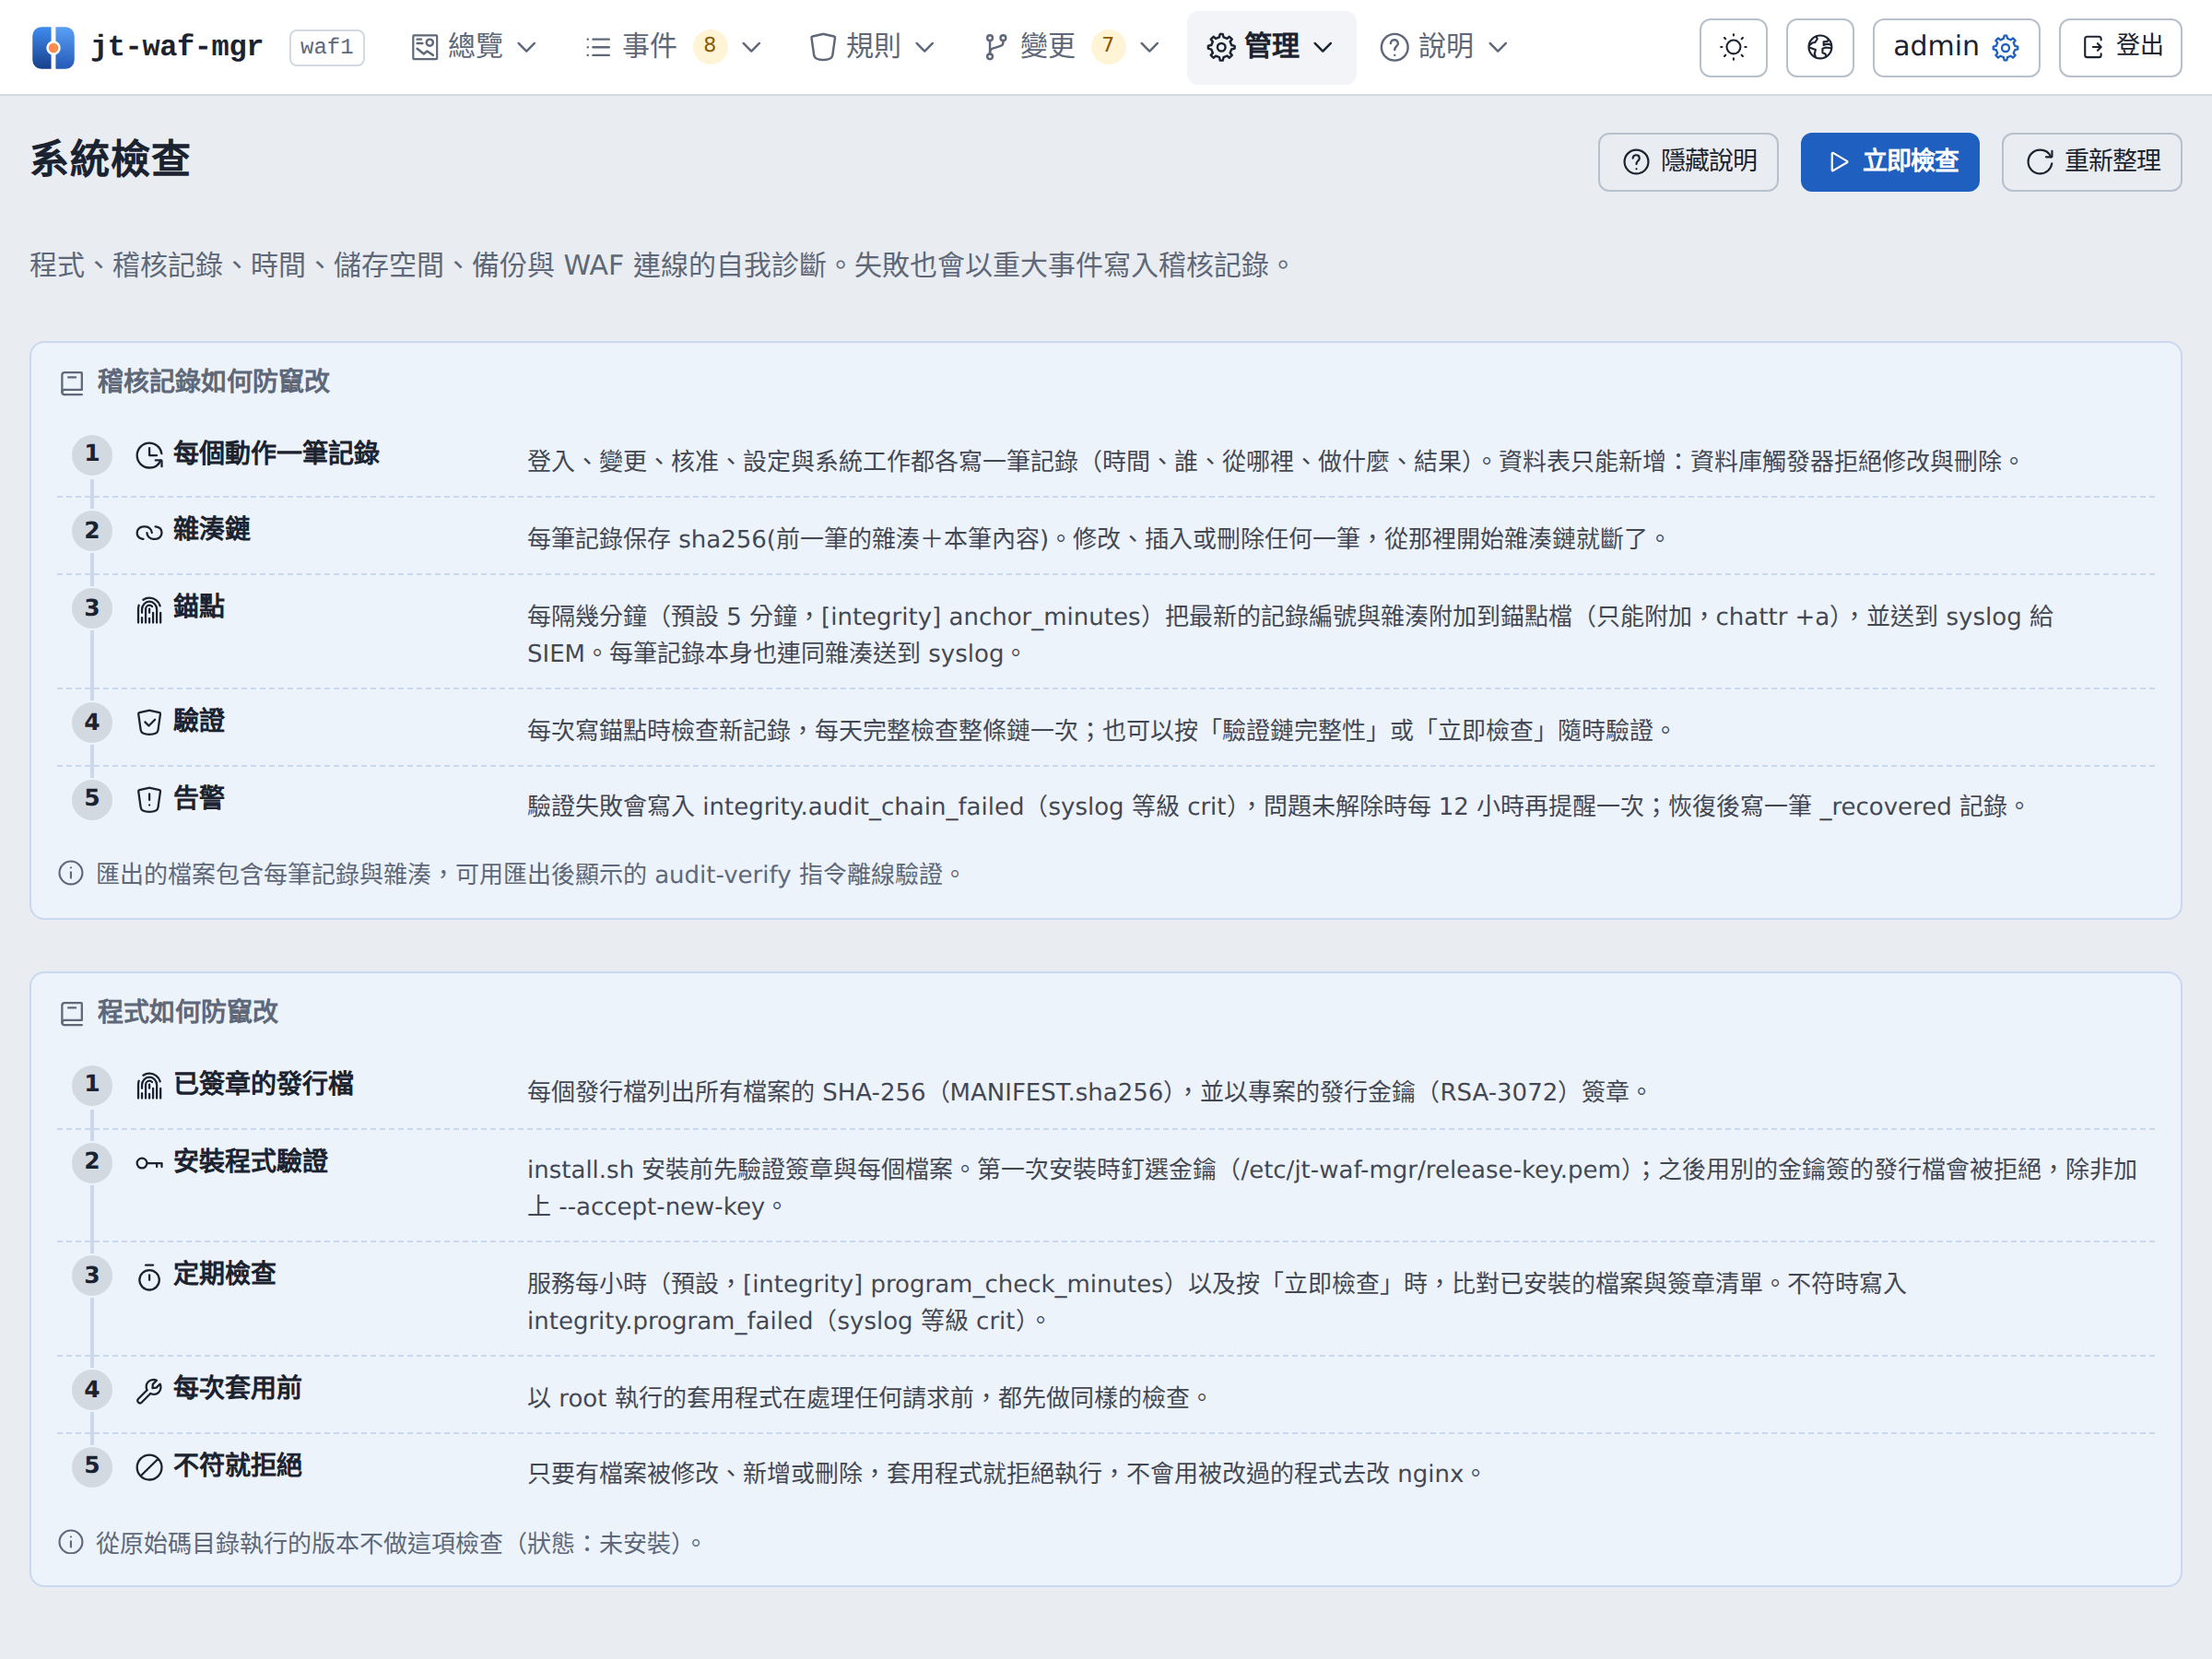 jt-waf-mgr waf1 總覽 事件 8 規則 變更 7 管理 說明 admin 登出
系統檢查 隱藏說明 立即檢查 重新整理
程式、稽核記錄、時間、儲存空間、備份與 WAF 連線的自我診斷。失敗也會以重大事件寫入稽核記錄。
稽核記錄如何防竄改
1 每個動作一筆記錄 登入、變更、核准、設定與系統工作都各寫一筆記錄（時間、誰、從哪裡、做什麼、結果）。資料表只能新增：資料庫觸發器拒絕修改與刪除。
2 雜湊鏈 每筆記錄保存 sha256(前一筆的雜湊＋本筆內容)。修改、插入或刪除任何一筆，從那裡開始雜湊鏈就斷了。
3 錨點 每隔幾分鐘（預設 5 分鐘，[integrity] anchor_minutes）把最新的記錄編號與雜湊附加到錨點檔（只能附加，chattr +a），並送到 syslog 給
SIEM。每筆記錄本身也連同雜湊送到 syslog。
4 驗證 每次寫錨點時檢查新記錄，每天完整檢查整條鏈一次；也可以按「驗證鏈完整性」或「立即檢查」隨時驗證。
5 告警 驗證失敗會寫入 integrity.audit_chain_failed（syslog 等級 crit），問題未解除時每 12 小時再提醒一次；恢復後寫一筆 _recovered 記錄。
匯出的檔案包含每筆記錄與雜湊，可用匯出後顯示的 audit-verify 指令離線驗證。
程式如何防竄改
1 已簽章的發行檔 每個發行檔列出所有檔案的 SHA-256（MANIFEST.sha256），並以專案的發行金鑰（RSA-3072）簽章。
2 安裝程式驗證 install.sh 安裝前先驗證簽章與每個檔案。第一次安裝時釘選金鑰（/etc/jt-waf-mgr/release-key.pem）；之後用別的金鑰簽的發行檔會被拒絕，除非加
上 --accept-new-key。
3 定期檢查 服務每小時（預設，[integrity] program_check_minutes）以及按「立即檢查」時，比對已安裝的檔案與簽章清單。不符時寫入
integrity.program_failed（syslog 等級 crit）。
4 每次套用前 以 root 執行的套用程式在處理任何請求前，都先做同樣的檢查。
5 不符就拒絕 只要有檔案被修改、新增或刪除，套用程式就拒絕執行，不會用被改過的程式去改 nginx。
從原始碼目錄執行的版本不做這項檢查（狀態：未安裝）。